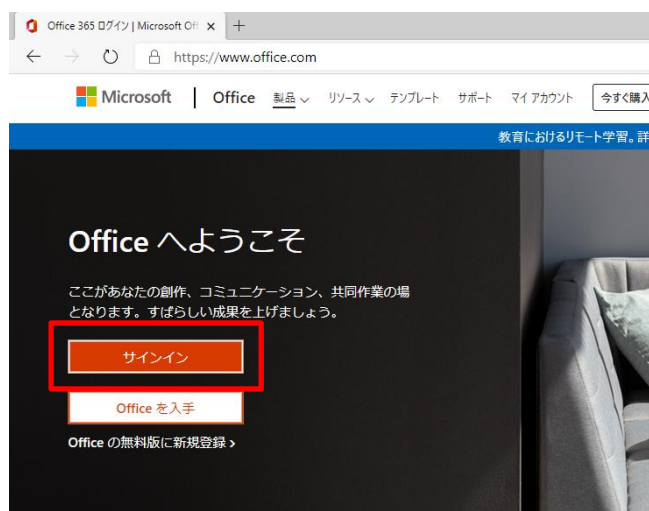 Office 365 ログイン | Microsoft Off
https://www.office.com
Microsoft | Office 製品 リソース テンプレート サポート マイ アカウント 今すぐ購入
教育におけるリモート学習。詳
Office へようこそ
ここがあなたの創作、コミュニケーション、共同作業の場
となります。すばらしい成果を上げましょう。
サインイン
Office を入手
Office の無料版に新規登録 >